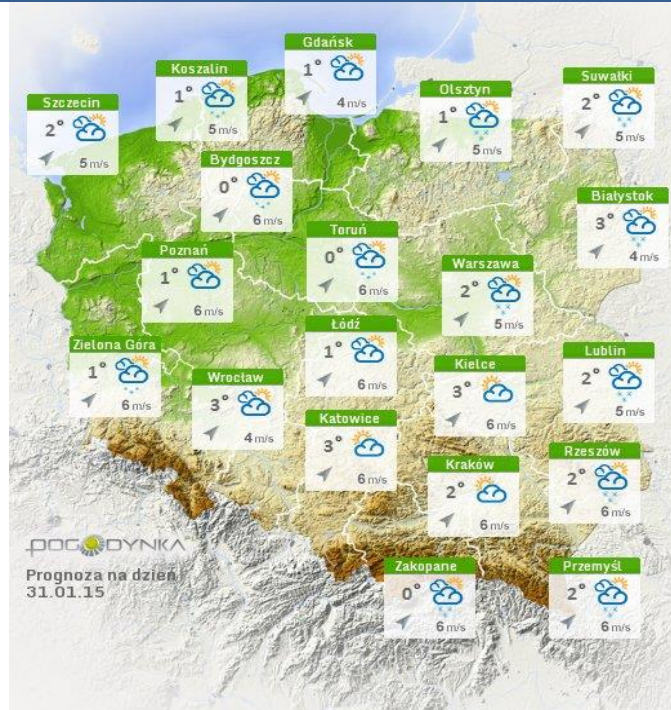 Gdańsk
1°
4 m/s
Koszalin
1°
5 m/s
Suwałki
2°
5 m/s
Olsztyn
1°
5 m/s
Szczecin
2°
5 m/s
Bydgoszcz
0°
6 m/s
Białystok
3°
4 m/s
Toruń
0°
6 m/s
Poznań
1°
6 m/s
Warszawa
2°
5 m/s
Łódź
1°
6 m/s
Zielona Góra
1°
6 m/s
Lublin
2°
5 m/s
Kielce
3°
6 m/s
Wrocław
3°
4 m/s
Katowice
3°
6 m/s
Rzeszów
2°
6 m/s
Kraków
2°
6 m/s
POGODYNKA
Prognoza na dzień
31.01.15
Zakopane
0°
6 m/s
Przemyśl
2°
6 m/s